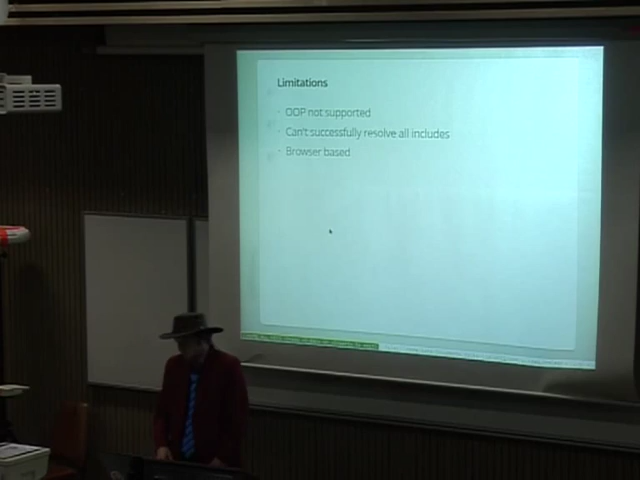 Limitations
OOP not supported
Can't successfully resolve all includes
Browser based